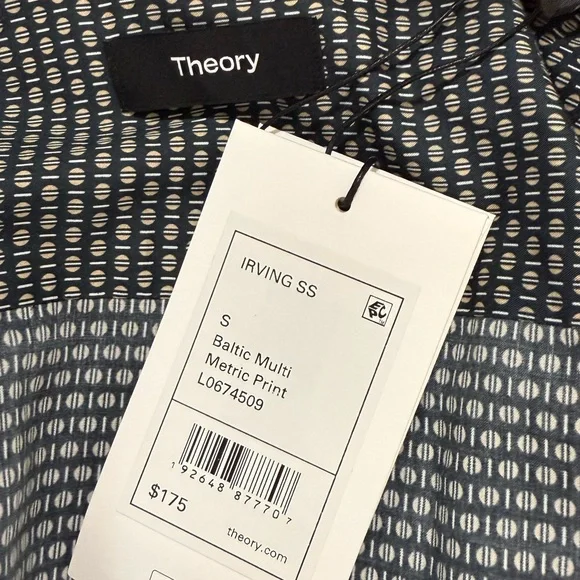 Theory
IRVING SS
S
Baltic Multi
Metric Print
L0674509
1 92648 87770 7
$175
theory.com